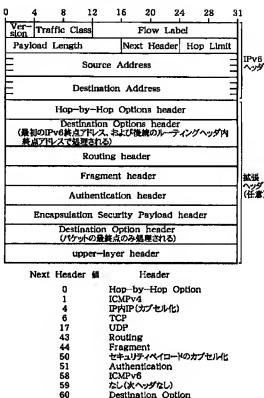 0 4 8 12 16 20 24 28 31
Ver-
sion
Traffic Class
Flow Label
Payload Length
Next Header
Hop Limit
Source Address
Destination Address
IPv6
ヘッダ
Hop-by-Hop Options header
Destination Options header
(最初のIPv6終点アドレス、および後続のルーティングヘッダ内
終点アドレスで処理される)
Routing header
Fragment header
Authentication header
Encapsulation Security Payload header
Destination Option header
(パケットの最終点のみ処理される)
upper-layer header
拡張
ヘッダ
(任意)
Next Header 値 Header
0 Hop-by-Hop Option
1 ICMPv4
4 IP内IP(カプセル化)
6 TCP
17 UDP
43 Routing
44 Fragment
50 セキュリティペイロードのカプセル化
51 Authentication
58 ICMPv6
59 なし(次ヘッダなし)
60 Destination Option